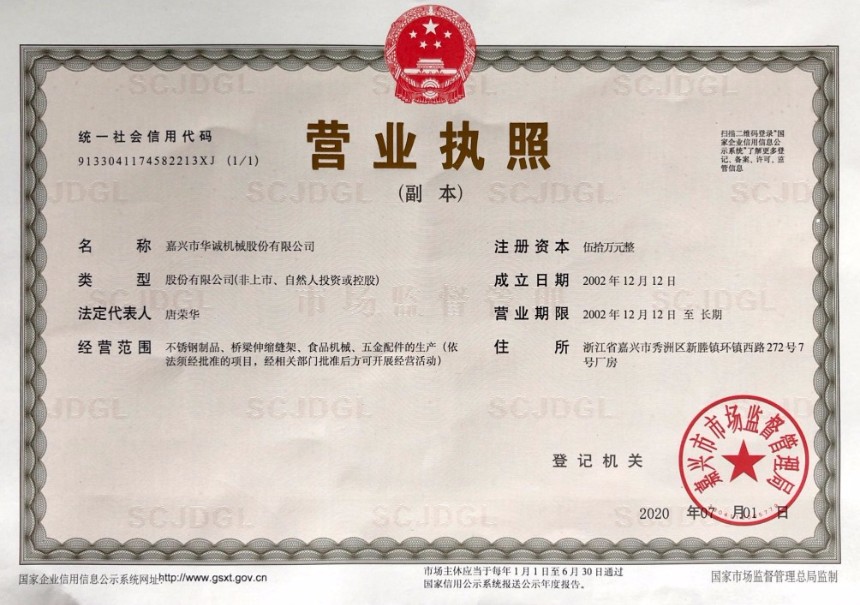 统一社会信用代码
9133041174582213XJ (1/1)
营业执照
(副 本)
扫描二维码登录“国
家企业信用信息公
示系统”了解更多登
记、备案、许可、监
管信息
名 称 嘉兴市华诚机械股份有限公司
类 型 股份有限公司(非上市、自然人投资或控股)
法定代表人 唐荣华
经营范围 不锈钢制品、桥梁伸缩缝架、食品机械、五金配件的生产(依
法须经批准的项目，经相关部门批准后方可开展经营活动)
注册资本 伍拾万元整
成立日期 2002年12月12日
营业期限 2002年12月12日 至 长期
住 所 浙江省嘉兴市秀洲区新塍镇环镇西路272号7
号厂房
登记机关
嘉兴市市场监督管理局
2020 年07 月01 日
国家企业信用信息公示系统网址:http://www.gsxt.gov.cn
市场主体应当于每年1月1日至6月30日通过
国家信用公示系统报送公示年度报告。
国家市场监督管理总局监制
SCJDGL
市场监督管理